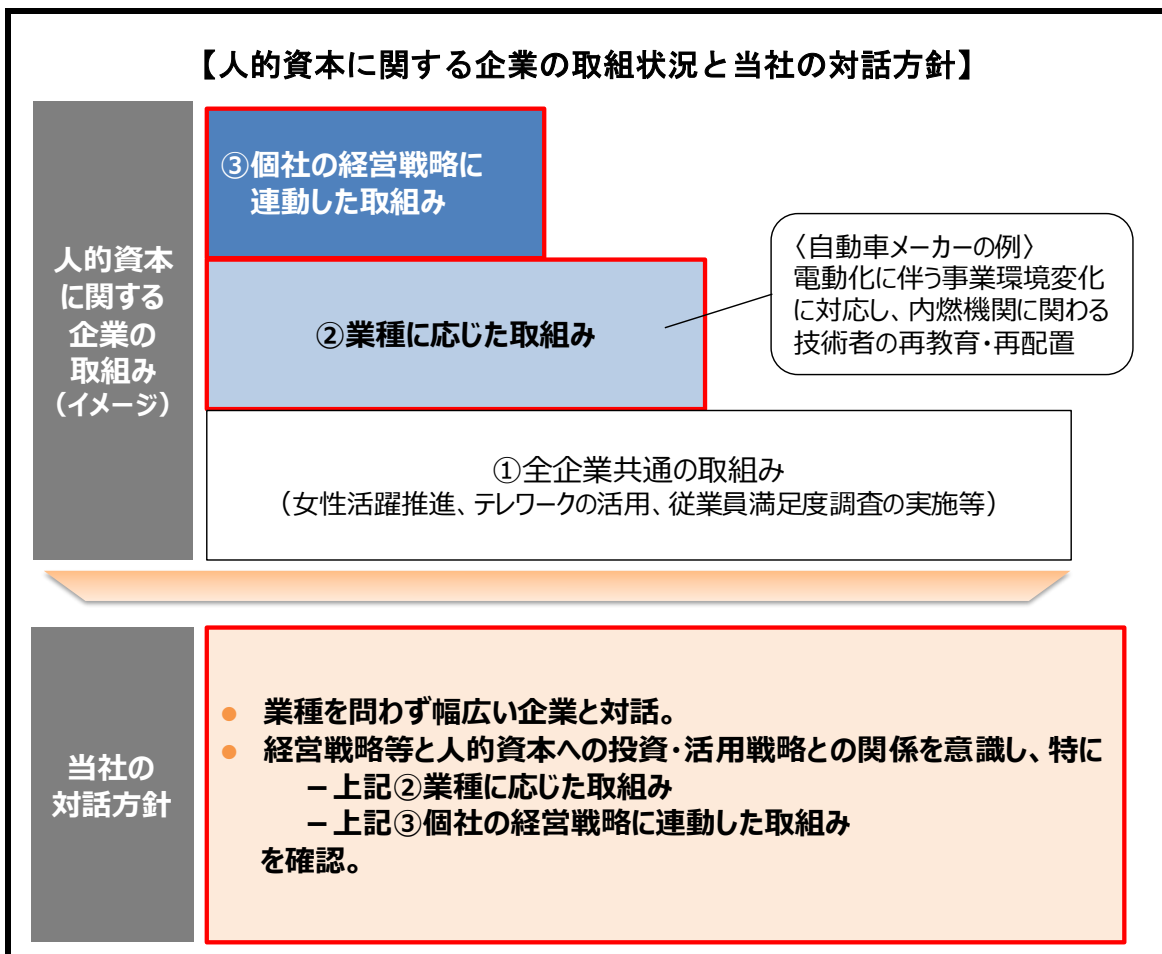 【人的資本に関する企業の取組状況と当社の対話方針】
人的資本
に関する
企業の
取組み
（イメージ）
③個社の経営戦略に
連動した取組み
②業種に応じた取組み
〈自動車メーカーの例〉
電動化に伴う事業環境変化
に対応し、内燃機関に関わる
技術者の再教育・再配置
①全企業共通の取組み
（女性活躍推進、テレワークの活用、従業員満足度調査の実施等）
当社の
対話方針
● 業種を問わず幅広い企業と対話。
● 経営戦略等と人的資本への投資・活用戦略との関係を意識し、特に
－上記②業種に応じた取組み
－上記③個社の経営戦略に連動した取組み
を確認。